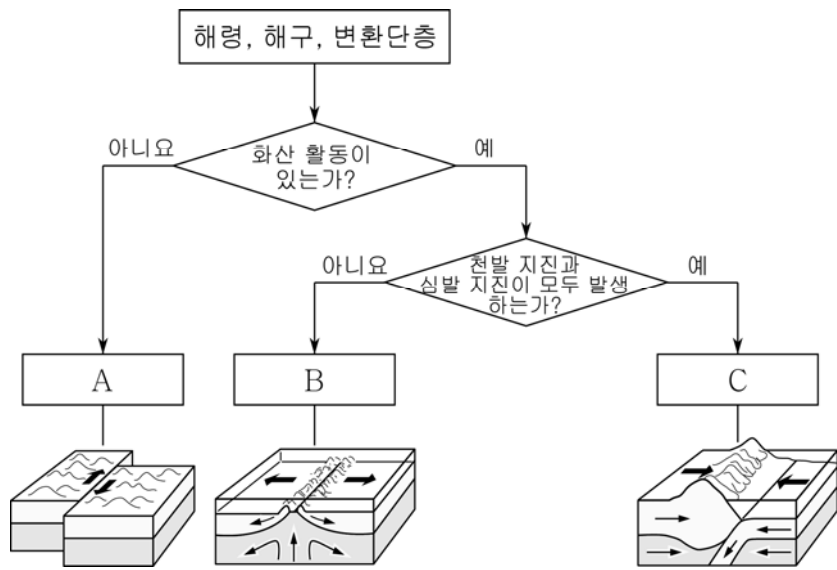 해령, 해구, 변환단층
아니요
화산 활동이
있는가?
예
아니요
천발 지진과
심발 지진이 모두 발생
하는가?
예
A
B
C